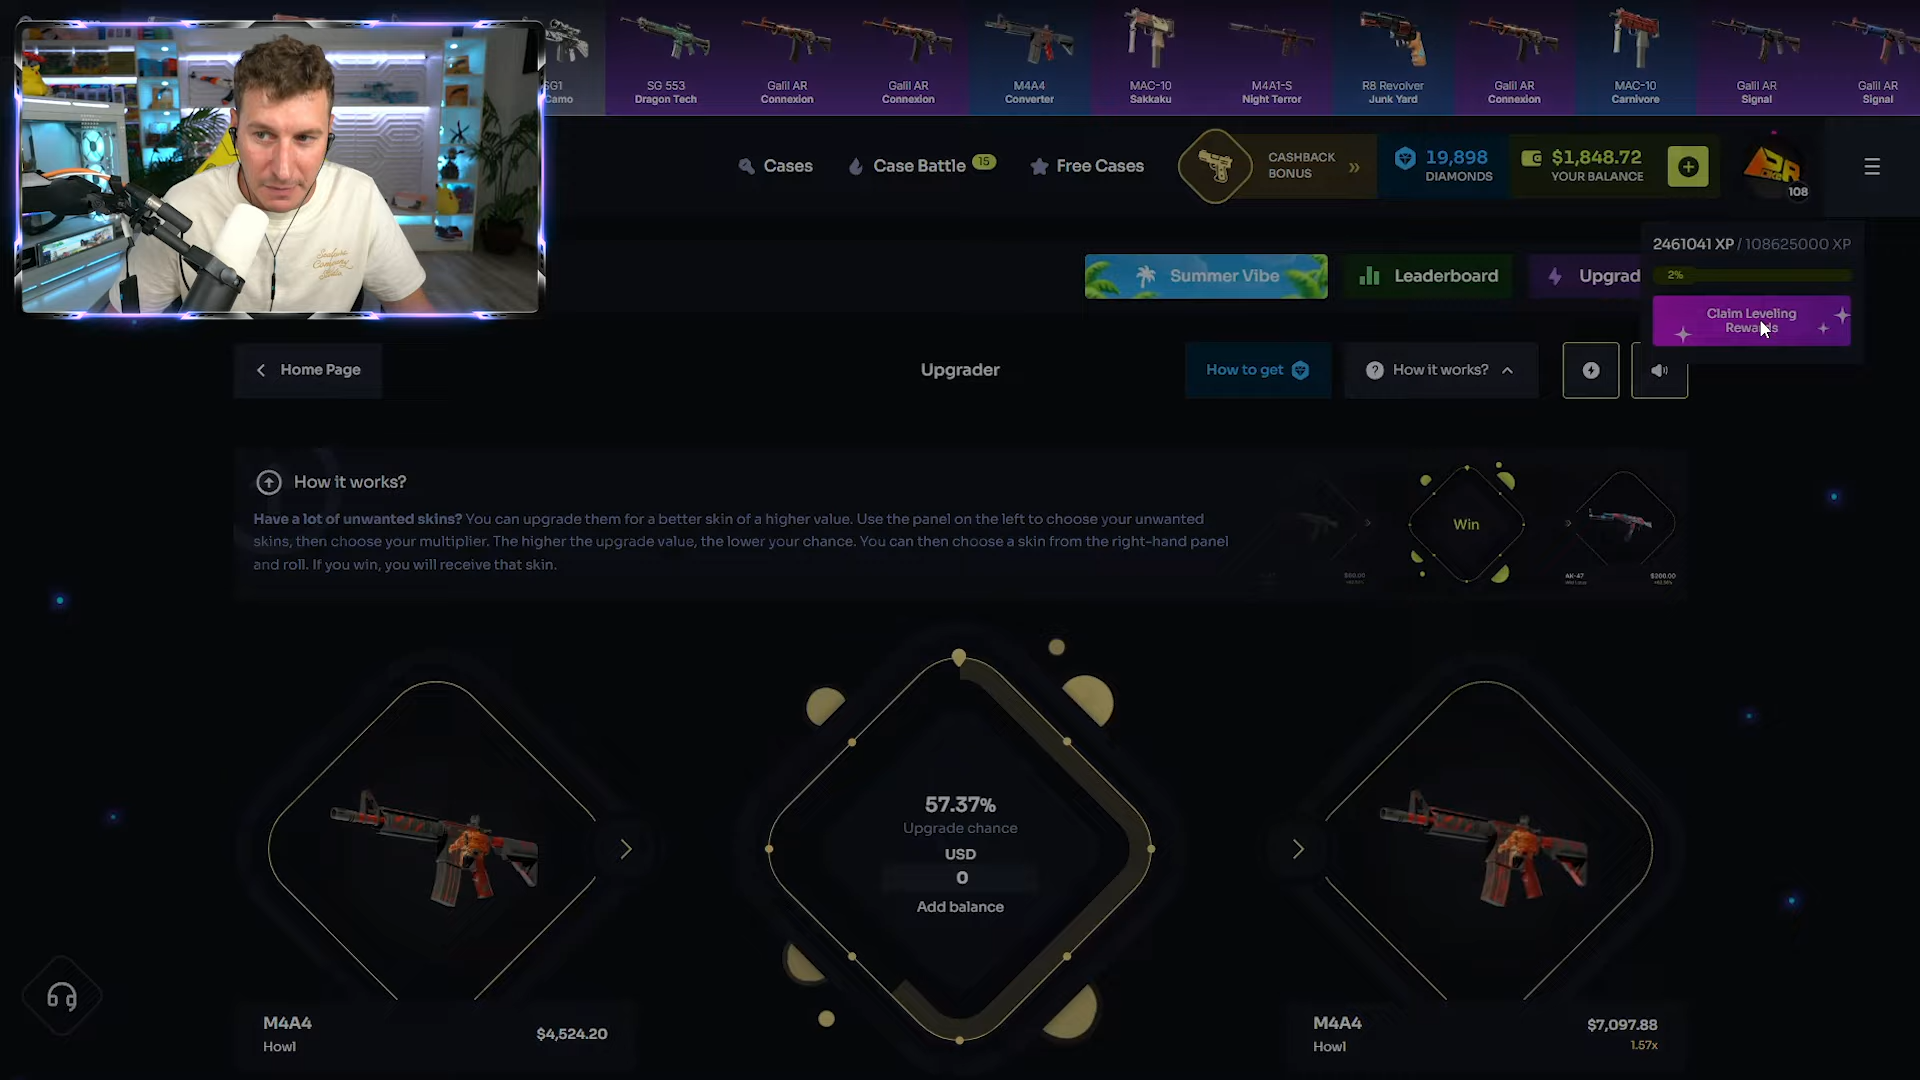 SG1
Camo
SG 553
Dragon Tech
Galil AR
Connexion
Galil AR
Connexion
M4A4
Converter
MAC-10
Sakkaku
M4A1-S
Night Terror
R8 Revolver
Junk Yard
Galil AR
Connexion
MAC-10
Carnivore
Galil AR
Signal
Galil AR
Signal
Cases
Case Battle 15
Free Cases
CASHBACK
BONUS
19,898
DIAMONDS
$1,848.72
YOUR BALANCE
108
2461041 XP / 108625000 XP
2%
Claim Leveling
Rewards
Summer Vibe
Leaderboard
Upgrad
Home Page
Upgrader
How to get
How it works?
How it works?
Have a lot of unwanted skins? You can upgrade them for a better skin of a higher value. Use the panel on the left to choose your unwanted
skins, then choose your multiplier. The higher the upgrade value, the lower your chance. You can then choose a skin from the right-hand panel
and roll. If you win, you will receive that skin.
Win
AK-47
$200.00
57.37%
Upgrade chance
USD
0
Add balance
M4A4
Howl
$4,524.20
M4A4
Howl
$7,097.88
1.57x